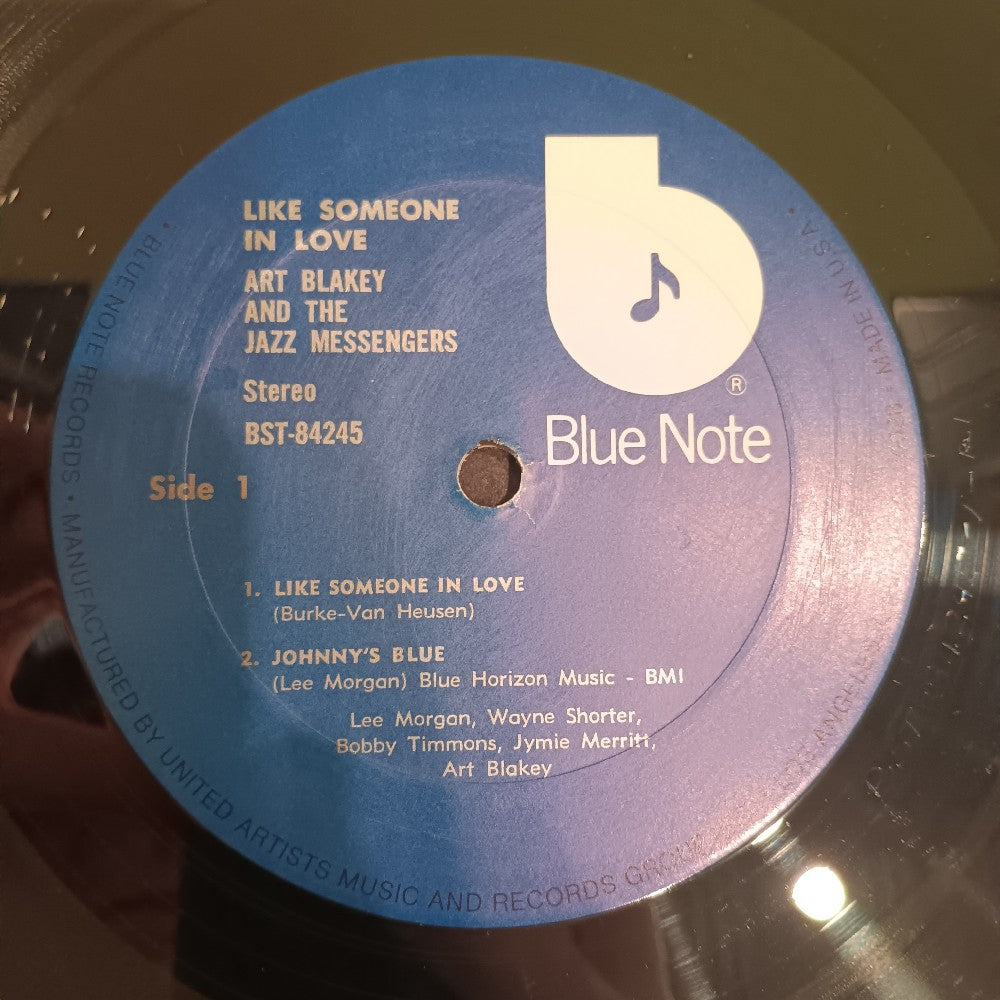 LIKE SOMEONE
IN LOVE
ART BLAKEY
AND THE
JAZZ MESSENGERS
Stereo
BST-84245
Side 1
®
Blue Note
1. LIKE SOMEONE IN LOVE
(Burke-Van Heusen)
2. JOHNNY'S BLUE
(Lee Morgan) Blue Horizon Music - BMI
Lee Morgan, Wayne Shorter,
Bobby Timmons, Jymie Merritt,
Art Blakey
• BLUE NOTE RECORDS • MANUFACTURED BY UNITED ARTISTS MUSIC AND RECORDS GROUP
MADE IN U S A •